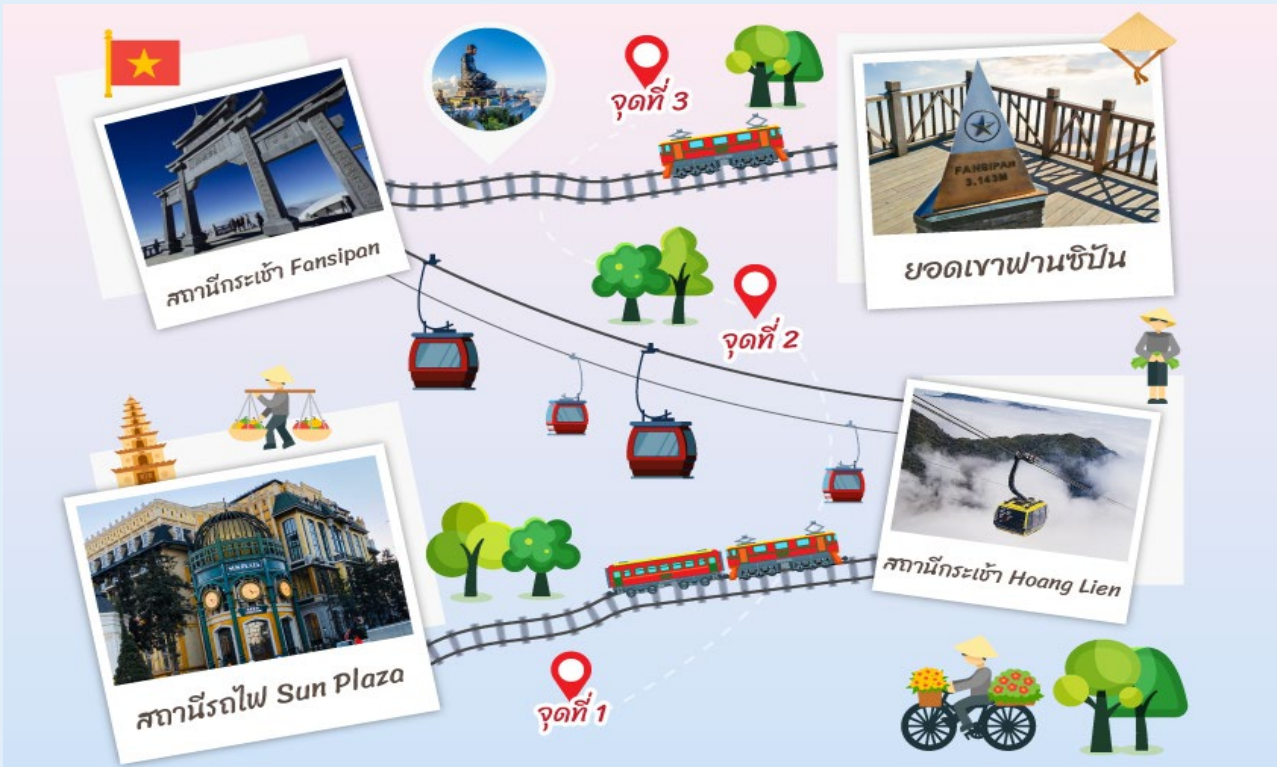 จุดที่ 3
FANSIPAN
3.143M
สถานีกระเช้า Fansipan
ยอดเขาฟานซิปัน
จุดที่ 2
SUN PLAZA
สถานีกระเช้า Hoang Lien
สถานีรถไฟ Sun Plaza
จุดที่ 1